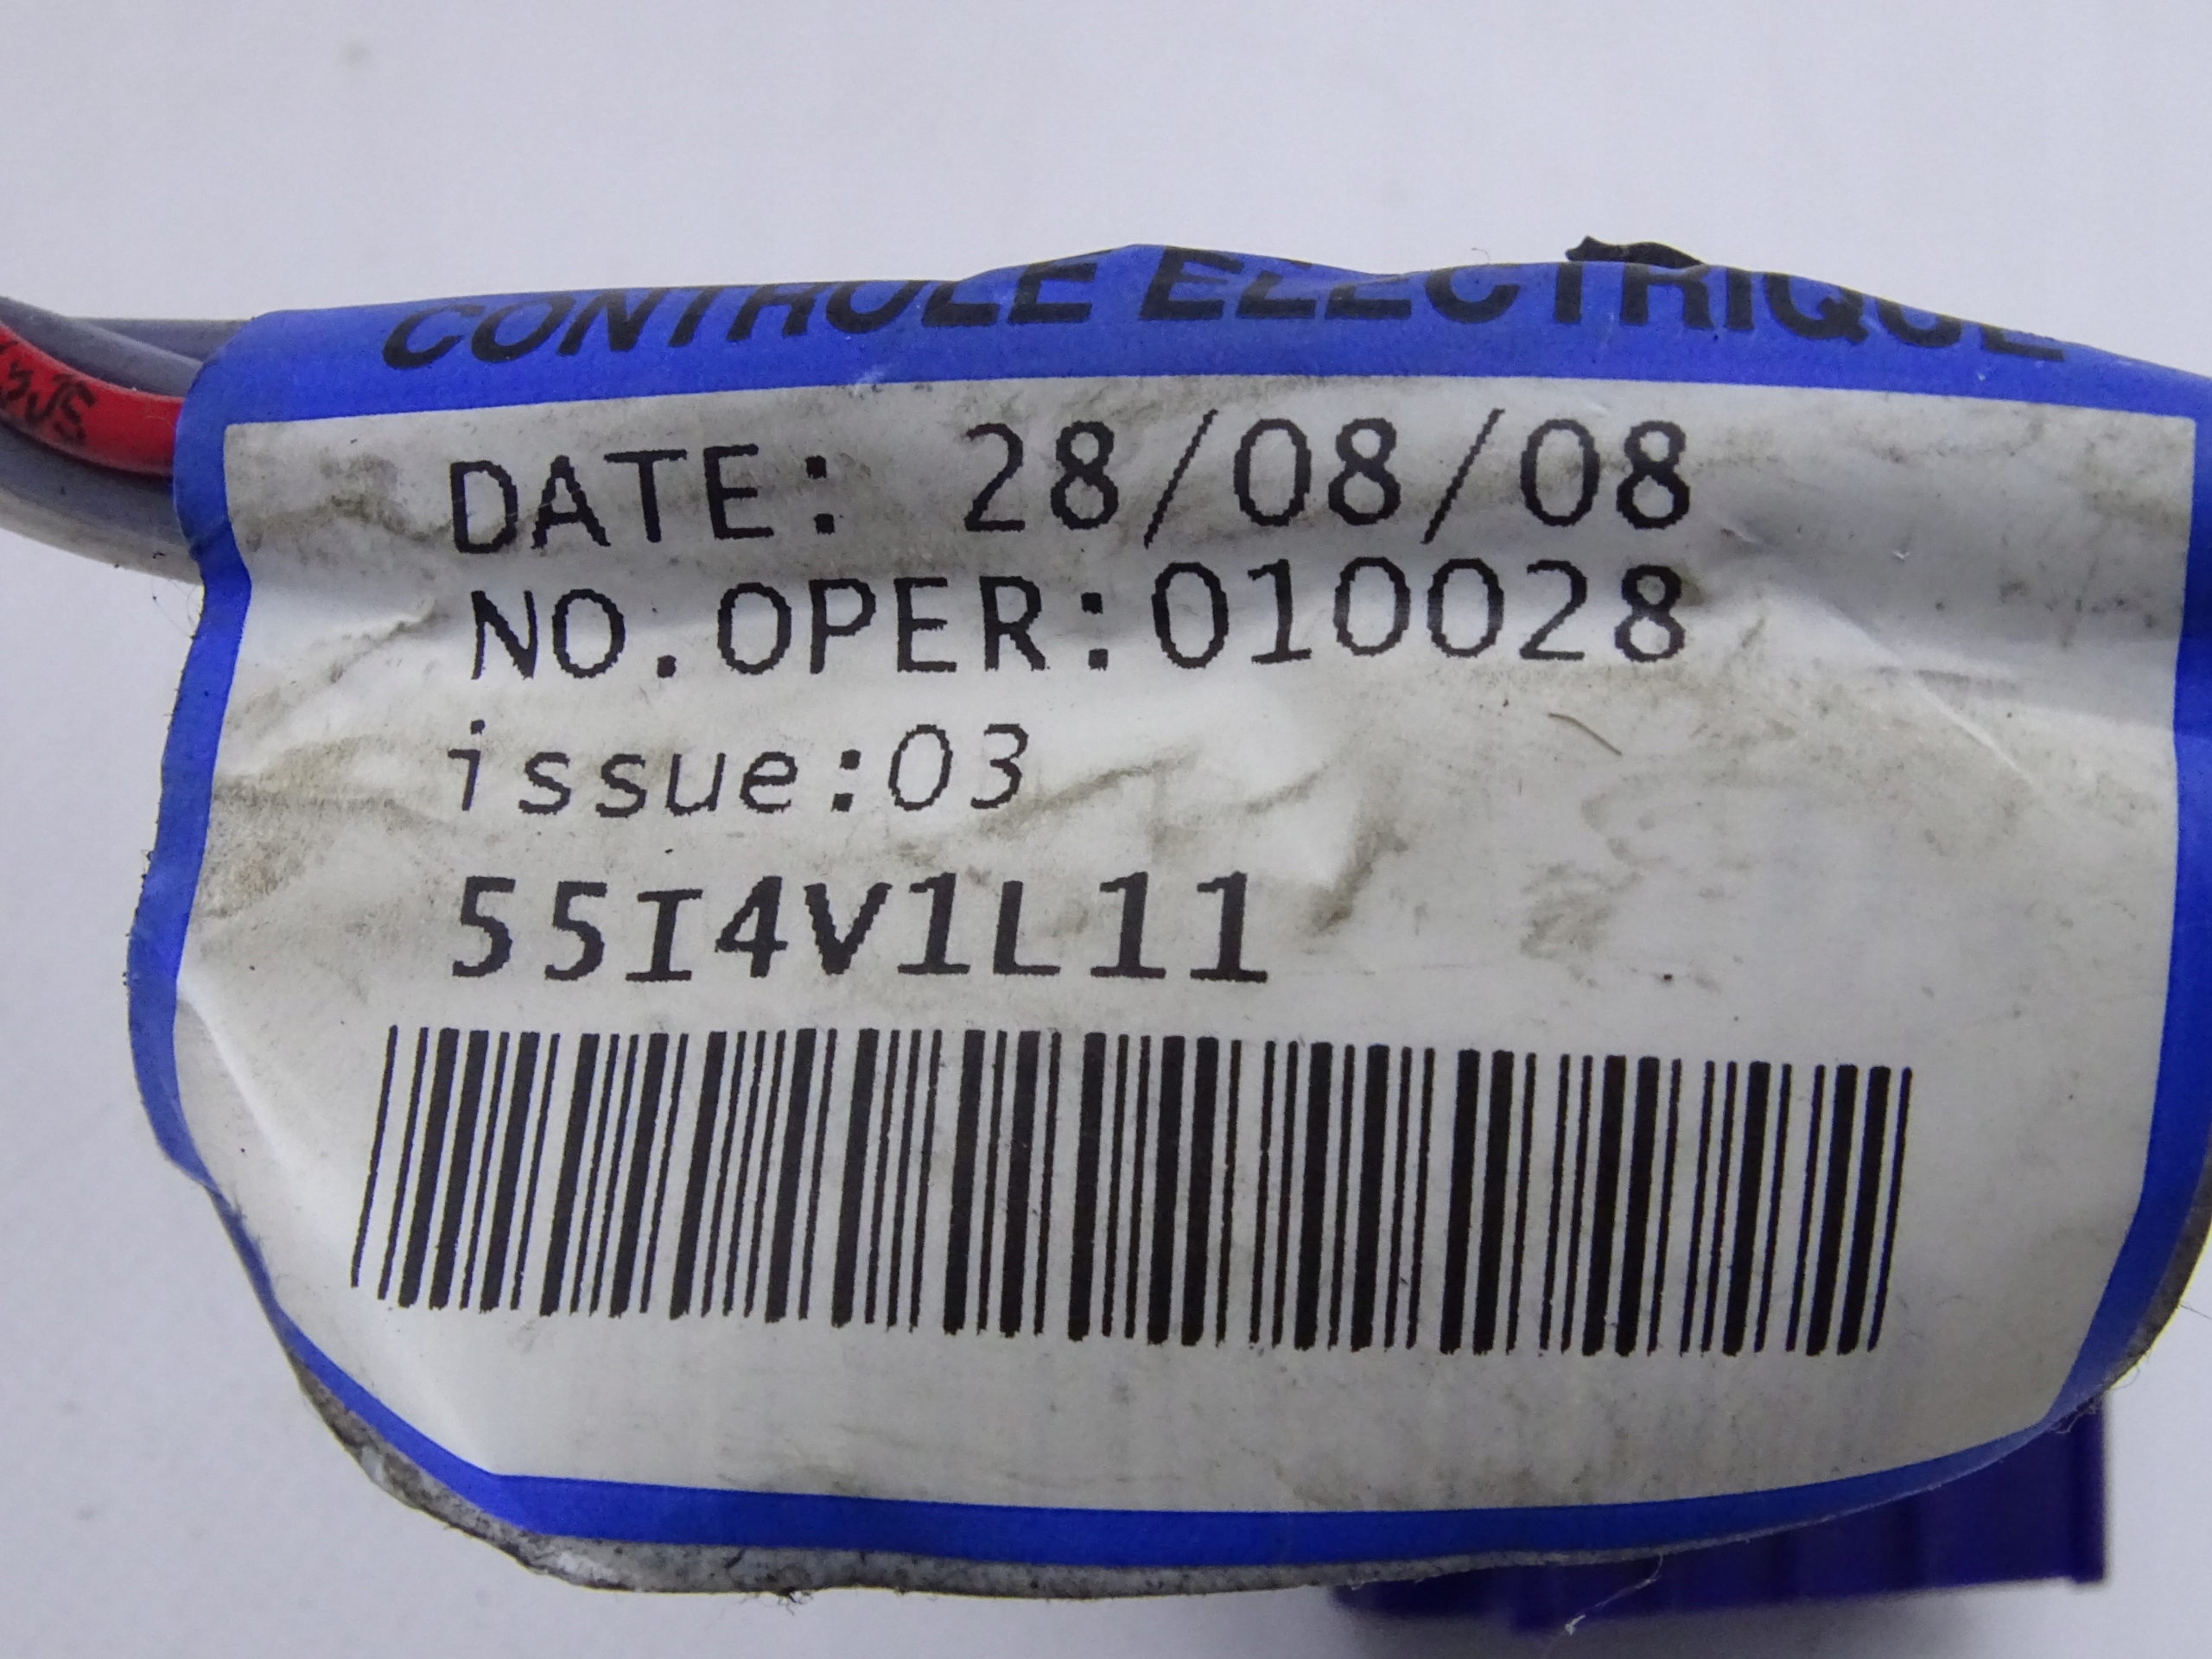 CONTROLE ELECTRIQUE
DATE: 28/08/08
NO.OPER:010028
issue:03
55I4V1L11